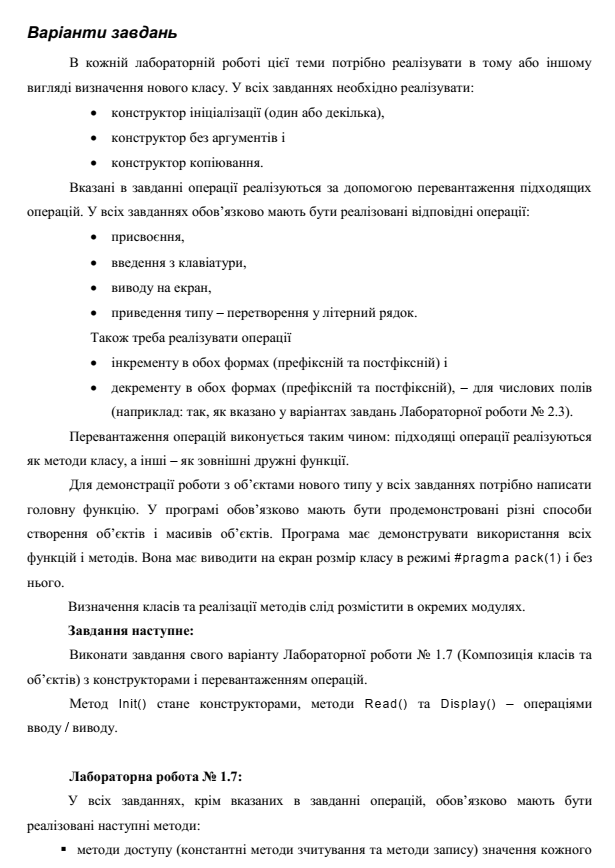 Варіанти завдань
В кожній лабораторній роботі цієї теми потрібно реалізувати в тому або іншому
вигляді визначення нового класу. У всіх завданнях необхідно реалізувати:
• конструктор ініціалізації (один або декілька),
• конструктор без аргументів і
• конструктор копіювання.
Вказані в завданні операції реалізуються за допомогою перевантаження підходящих
операцій. У всіх завданнях обов’язково мають бути реалізовані відповідні операції:
• присвоєння,
• введення з клавіатури,
• виводу на екран,
• приведення типу – перетворення у літерний рядок.
Також треба реалізувати операції
• інкременту в обох формах (префіксній та постфіксній) і
• декременту в обох формах (префіксній та постфіксній), – для числових полів
(наприклад: так, як вказано у варіантах завдань Лабораторної роботи № 2.3).
Перевантаження операцій виконується таким чином: підходящі операції реалізуються
як методи класу, а інші – як зовнішні дружні функції.
Для демонстрації роботи з об’єктами нового типу у всіх завданнях потрібно написати
головну функцію. У програмі обов’язково мають бути продемонстровані різні способи
створення об’єктів і масивів об’єктів. Програма має демонструвати використання всіх
функцій і методів. Вона має виводити на екран розмір класу в режимі #pragma pack(1) і без
нього.
Визначення класів та реалізації методів слід розмістити в окремих модулях.
Завдання наступне:
Виконати завдання свого варіанту Лабораторної роботи № 1.7 (Композиція класів та
об’єктів) з конструкторами і перевантаженням операцій.
Метод Init() стане конструкторами, методи Read() та Display() – операціями
вводу / виводу.
Лабораторна робота № 1.7:
У всіх завданнях, крім вказаних в завданні операцій, обов’язково мають бути
реалізовані наступні методи:
▪ методи доступу (константні методи зчитування та методи запису) значення кожного